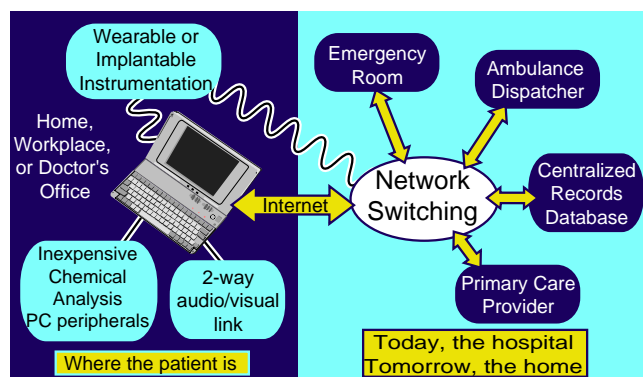 Wearable or
Implantable
Instrumentation
Home,
Workplace,
or Doctor's
Office
Inexpensive
Chemical
Analysis
PC peripherals
2-way
audio/visual
link
Where the patient is
Internet
Emergency
Room
Ambulance
Dispatcher
Network
Switching
Centralized
Records
Database
Primary Care
Provider
Today, the hospital
Tomorrow, the home